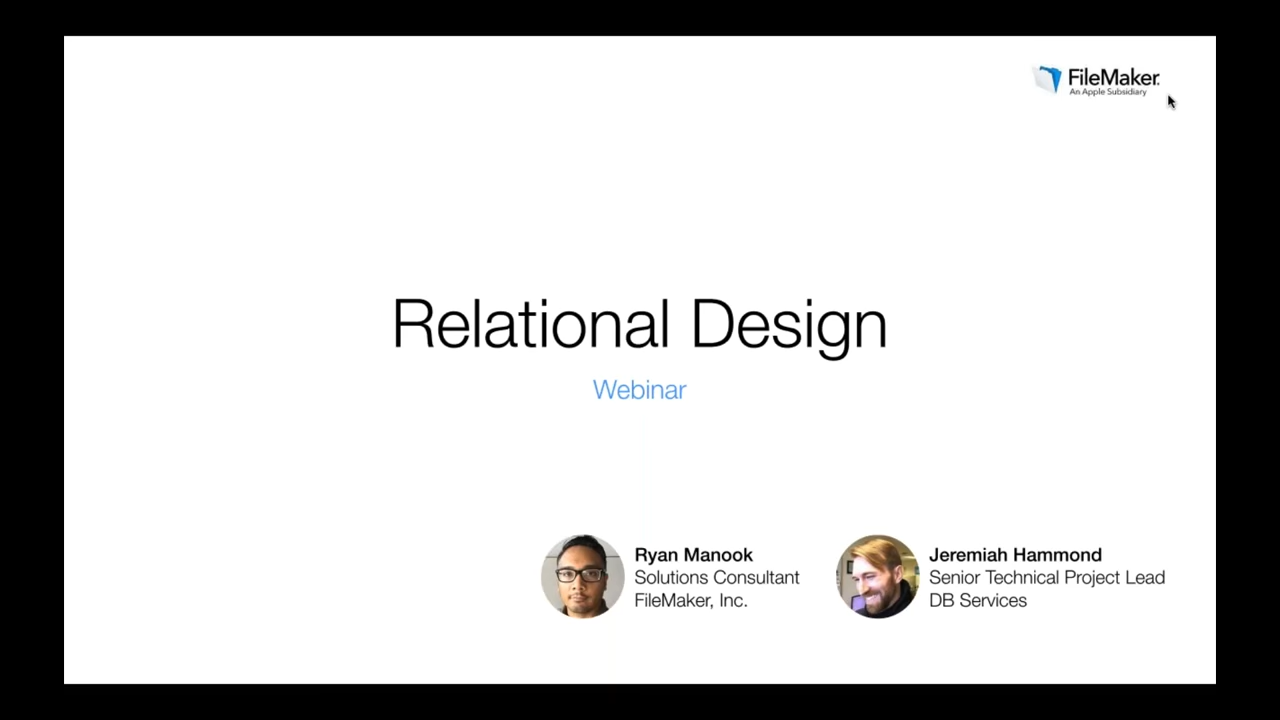 FileMaker.
An Apple Subsidiary
Relational Design
Webinar
Ryan Manook
Solutions Consultant
FileMaker, Inc.
Jeremiah Hammond
Senior Technical Project Lead
DB Services